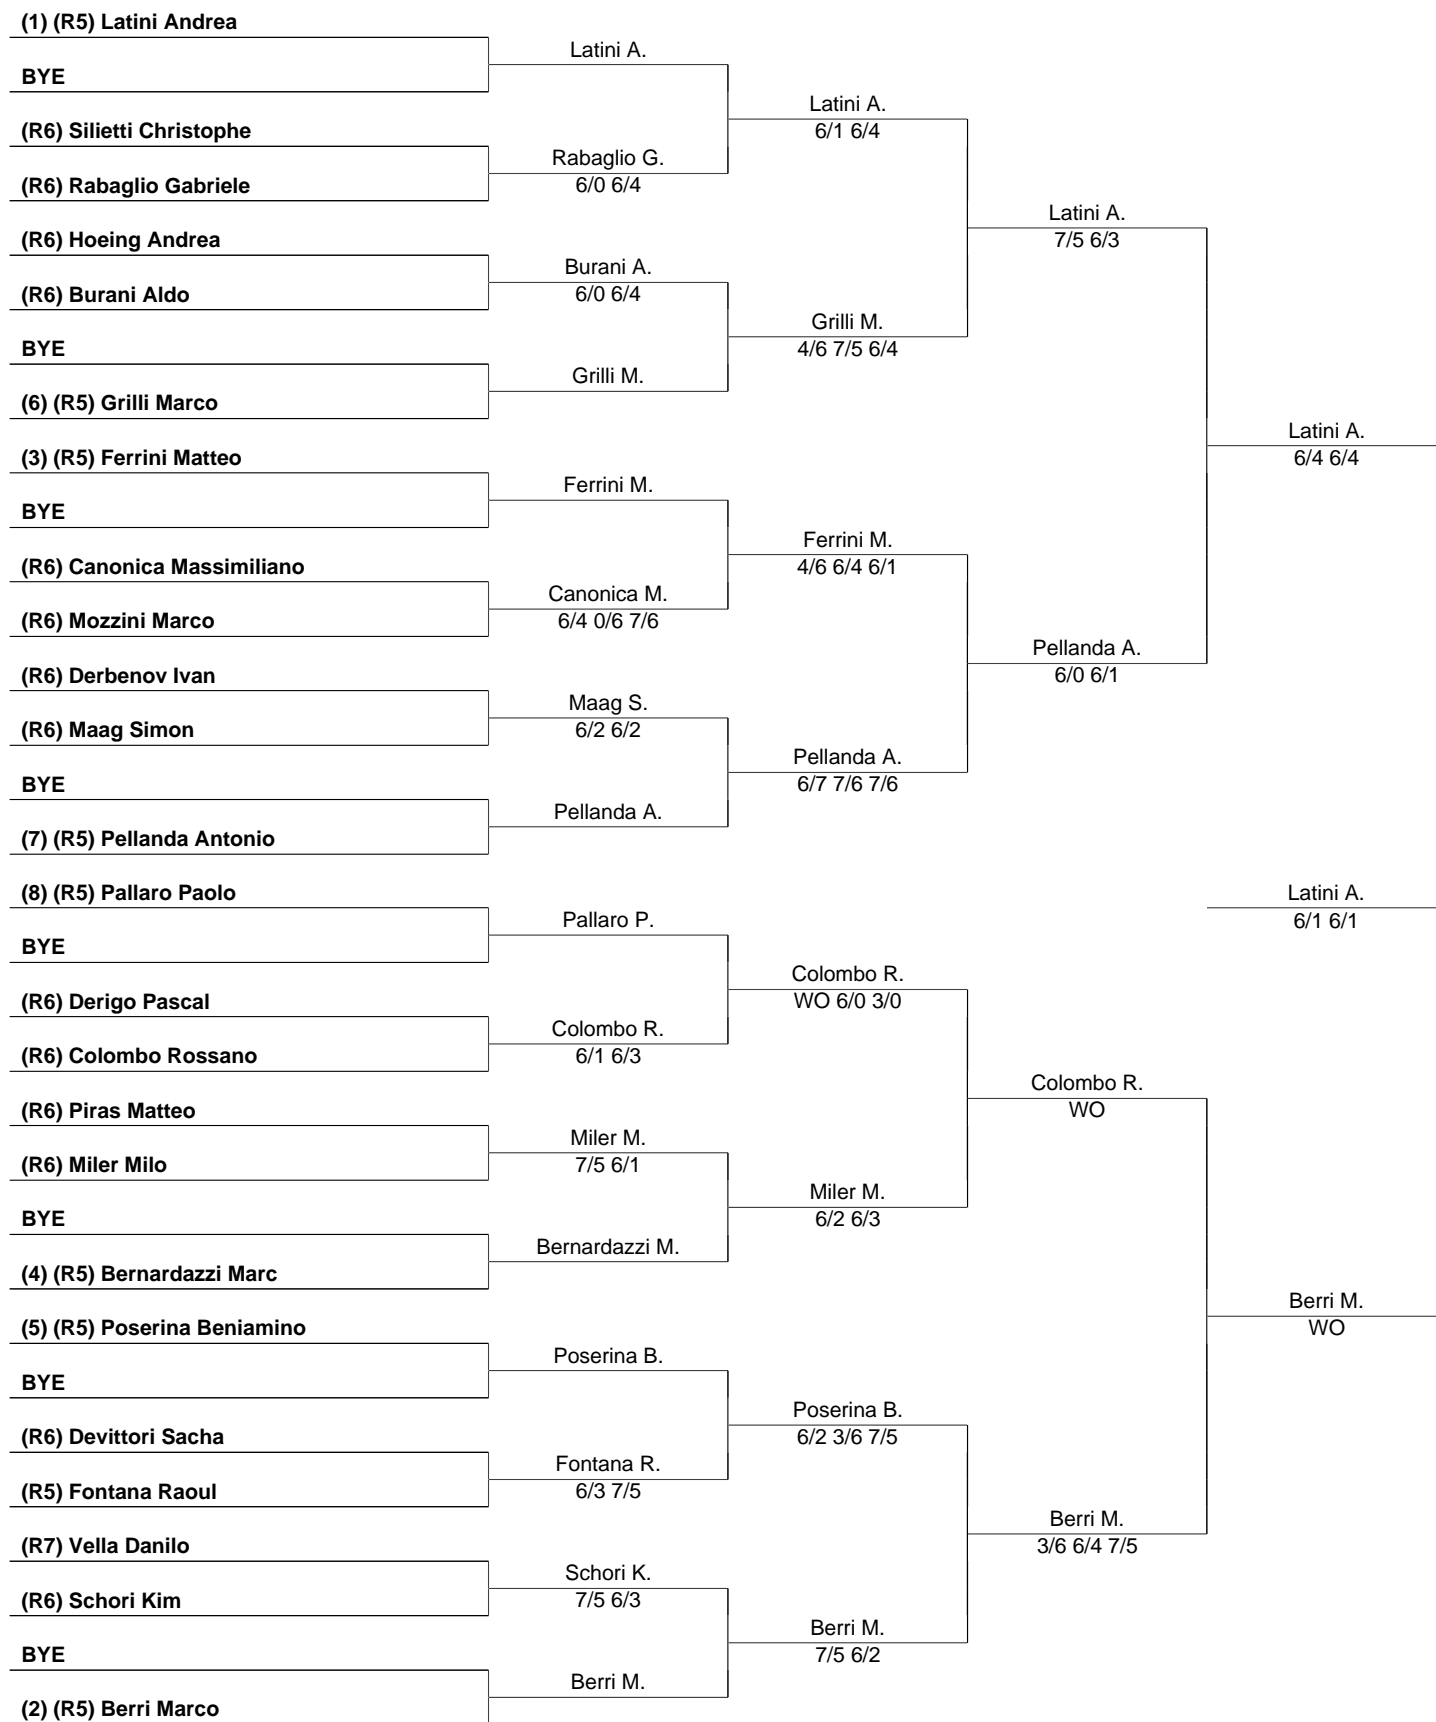 (1) (R5) Latini Andrea
Latini A.
BYE
Latini A.
6/1 6/4
(R6) Silietti Christophe
Rabaglio G.
6/0 6/4
(R6) Rabaglio Gabriele
Latini A.
7/5 6/3
(R6) Hoeing Andrea
Burani A.
6/0 6/4
(R6) Burani Aldo
Grilli M.
4/6 7/5 6/4
BYE
Grilli M.
(6) (R5) Grilli Marco
Latini A.
6/4 6/4
(3) (R5) Ferrini Matteo
Ferrini M.
BYE
Ferrini M.
4/6 6/4 6/1
(R6) Canonica Massimiliano
Canonica M.
6/4 0/6 7/6
(R6) Mozzini Marco
Pellanda A.
6/0 6/1
(R6) Derbenov Ivan
Maag S.
6/2 6/2
(R6) Maag Simon
Pellanda A.
6/7 7/6 7/6
BYE
Pellanda A.
(7) (R5) Pellanda Antonio
(8) (R5) Pallaro Paolo
Latini A.
6/1 6/1
Pallaro P.
BYE
Colombo R.
WO 6/0 3/0
(R6) Derigo Pascal
Colombo R.
6/1 6/3
(R6) Colombo Rossano
Colombo R.
WO
(R6) Piras Matteo
Miler M.
7/5 6/1
(R6) Miler Milo
Miler M.
6/2 6/3
BYE
Bernardazzi M.
(4) (R5) Bernardazzi Marc
Berri M.
WO
(5) (R5) Poserina Beniamino
Poserina B.
BYE
Poserina B.
6/2 3/6 7/5
(R6) Devittori Sacha
Fontana R.
6/3 7/5
(R5) Fontana Raoul
Berri M.
3/6 6/4 7/5
(R7) Vella Danilo
Schori K.
7/5 6/3
(R6) Schori Kim
Berri M.
7/5 6/2
BYE
Berri M.
(2) (R5) Berri Marco